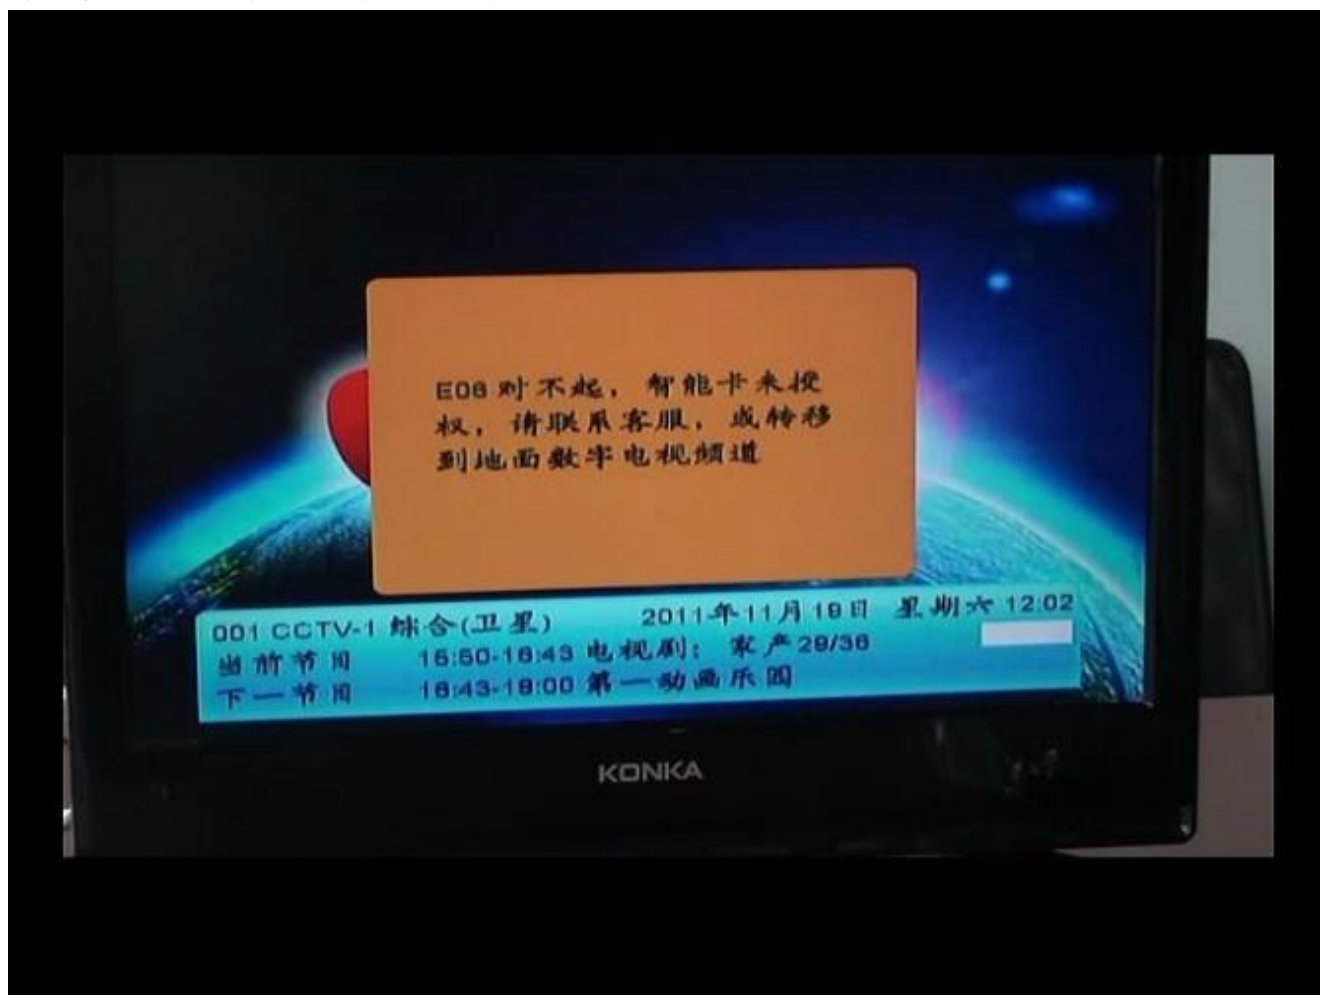 E06 对不起，智能卡未授
权，请联系客服，或转移
到地面数字电视频道
001 CCTV-1 综合(卫星) 2011年11月19日 星期六 12:02
当前节目 15:50-16:43 电视剧：家产29/36
下一节目 16:43-18:00 第一动画乐园
KONKA